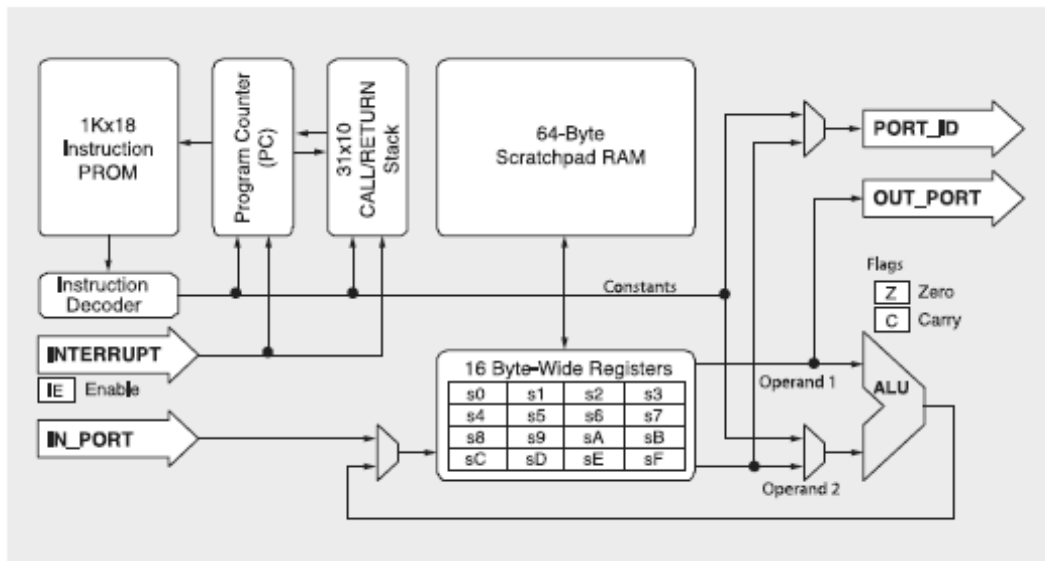 1Kx18
Instruction
PROM
Program Counter
(PC)
31x10
CALL/RETURN
Stack
64-Byte
Scratchpad RAM
PORT_ID
OUT_PORT
Instruction
Decoder
Constants
Flags
Z Zero
C Carry
INTERRUPT
IE Enable
IN_PORT
16 Byte-Wide Registers
s0 s1 s2 s3
s4 s5 s6 s7
s8 s9 sA sB
sC sD sE sF
Operand 1
ALU
Operand 2